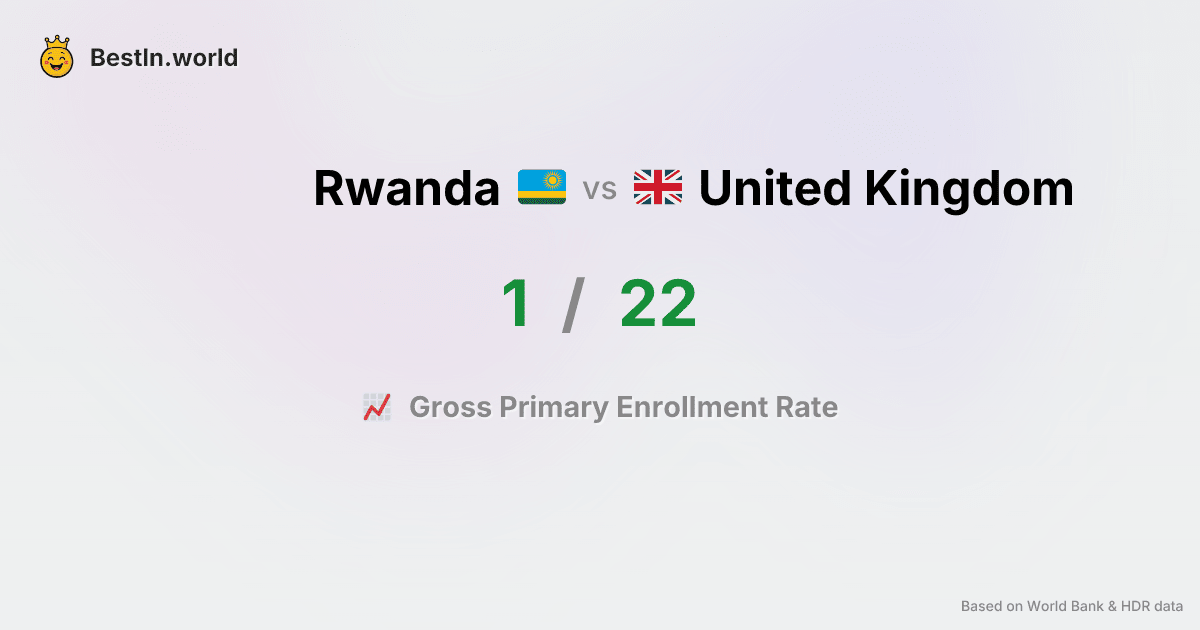 BestIn.world
Rwanda vs United Kingdom
1 / 22
Gross Primary Enrollment Rate
Based on World Bank & HDR data